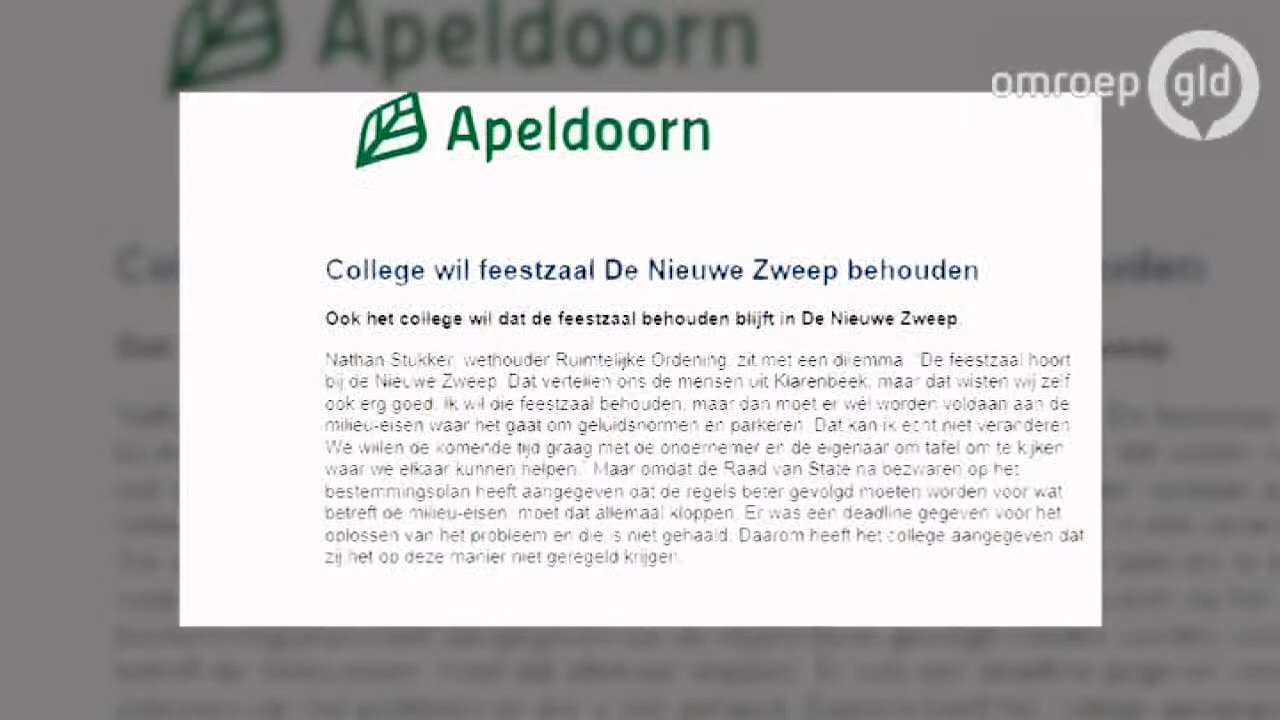 Apeldoorn
omroep gld
Apeldoorn
College wil feestzaal De Nieuwe Zweep behouden
Ook het college wil dat de feestzaal behouden blijft in De Nieuwe Zweep.
Nathan Stukker, wethouder Ruimtelijke Ordening, zit met een dilemma. "De feestzaal hoort
bij de Nieuwe Zweep. Dat vertellen ons de mensen uit Klarenbeek, maar dat wisten wij zelf
ook erg goed. Ik wil die feestzaal behouden, maar dan moet er wél worden voldaan aan de
milieu-eisen waar het gaat om geluidsnormen en parkeren. Dat kan ik echt niet veranderen.
We willen de komende tijd graag met de ondernemer en de eigenaar om tafel om te kijken
waar we elkaar kunnen helpen." Maar omdat de Raad van State na bezwaren op het
bestemmingsplan heeft aangegeven dat de regels beter gevolgd moeten worden voor wat
betreft de milieu-eisen, moet dat allemaal kloppen. Er was een deadline gegeven voor het
oplossen van het probleem en die is niet gehaald. Daarom heeft het college aangegeven dat
zij het op deze manier niet geregeld krijgen.